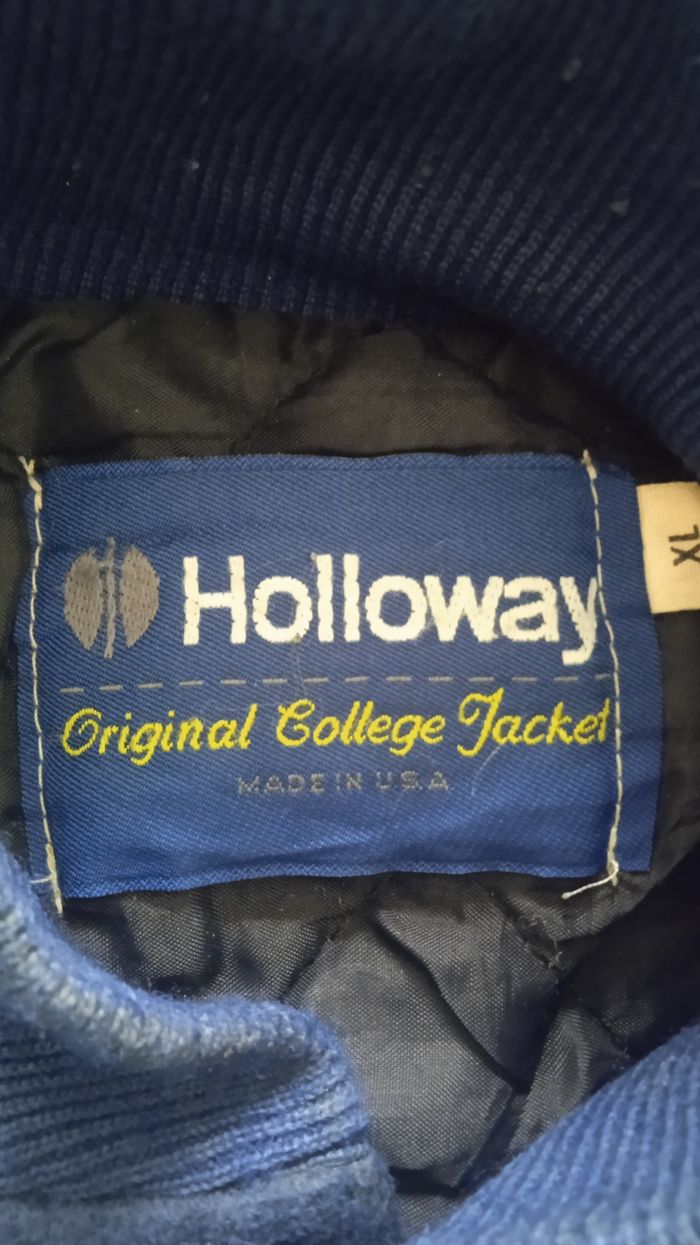 Holloway
Original College Jacket
MADE IN U.S.A
XL